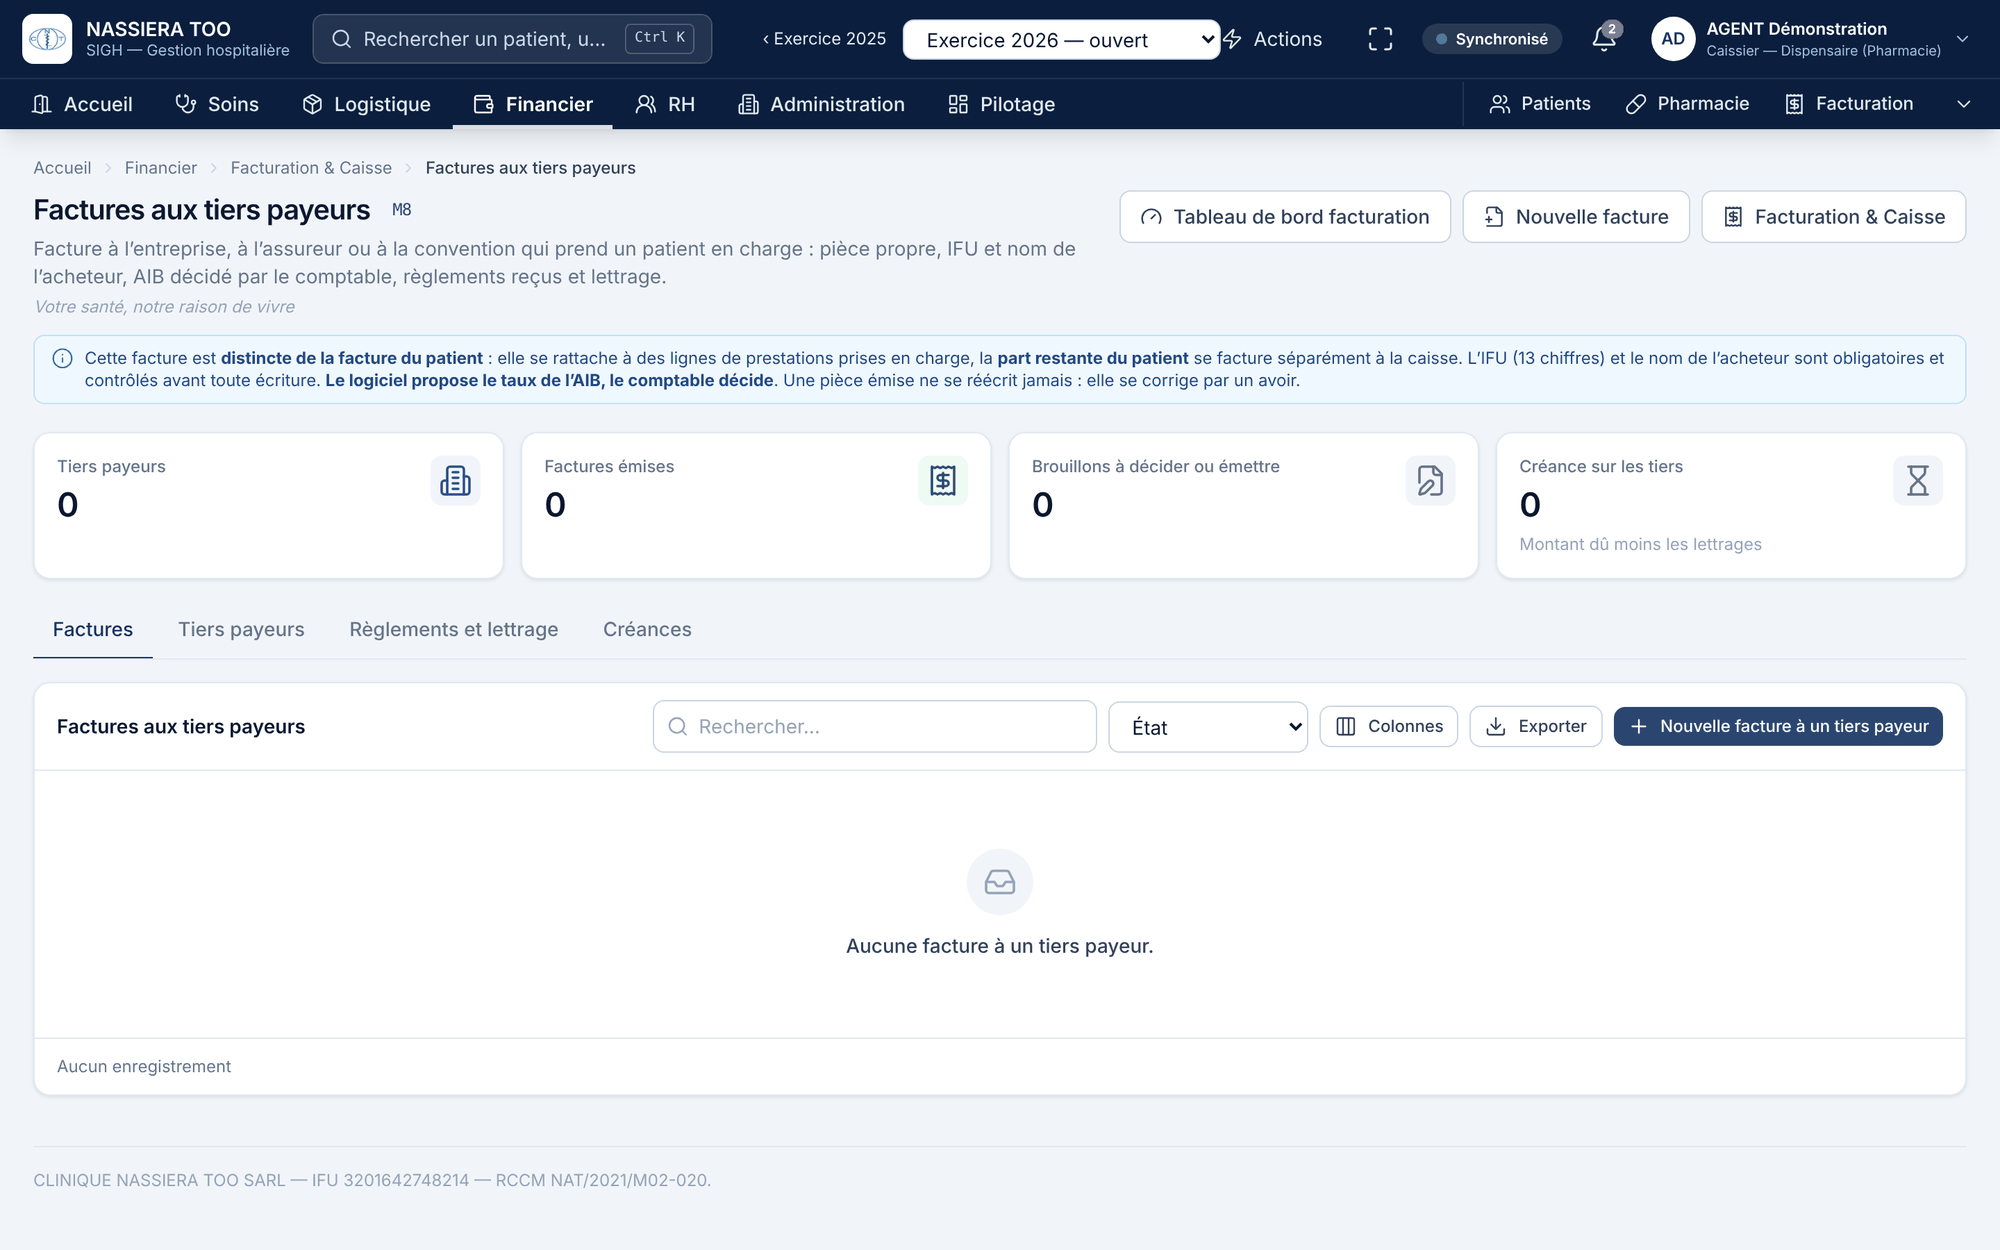 NASSIERA TOO
SIGH — Gestion hospitalière
Rechercher un patient, u...
Ctrl K
‹ Exercice 2025
Exercice 2026 — ouvert
Actions
Synchronisé
2
AD
AGENT Démonstration
Caissier — Dispensaire (Pharmacie)
Accueil
Soins
Logistique
Financier
RH
Administration
Pilotage
Patients
Pharmacie
Facturation
Accueil
Financier
Facturation & Caisse
Factures aux tiers payeurs
Factures aux tiers payeurs
M8
Facture à l’entreprise, à l’assureur ou à la convention qui prend un patient en charge : pièce propre, IFU et nom de
l’acheteur, AIB décidé par le comptable, règlements reçus et lettrage.
Votre santé, notre raison de vivre
Tableau de bord facturation
Nouvelle facture
Facturation & Caisse
Cette facture est distincte de la facture du patient : elle se rattache à des lignes de prestations prises en charge, la part restante du patient se facture séparément à la caisse. L’IFU (13 chiffres) et le nom de l’acheteur sont obligatoires et
contrôlés avant toute écriture. Le logiciel propose le taux de l’AIB, le comptable décide. Une pièce émise ne se réécrit jamais : elle se corrige par un avoir.
Tiers payeurs
0
Factures émises
0
Brouillons à décider ou émettre
0
Créance sur les tiers
0
Montant dû moins les lettrages
Factures
Tiers payeurs
Règlements et lettrage
Créances
Factures aux tiers payeurs
Rechercher...
État
Colonnes
Exporter
Nouvelle facture à un tiers payeur
Aucune facture à un tiers payeur.
Aucun enregistrement
CLINIQUE NASSIERA TOO SARL — IFU 3201642748214 — RCCM NAT/2021/M02-020.